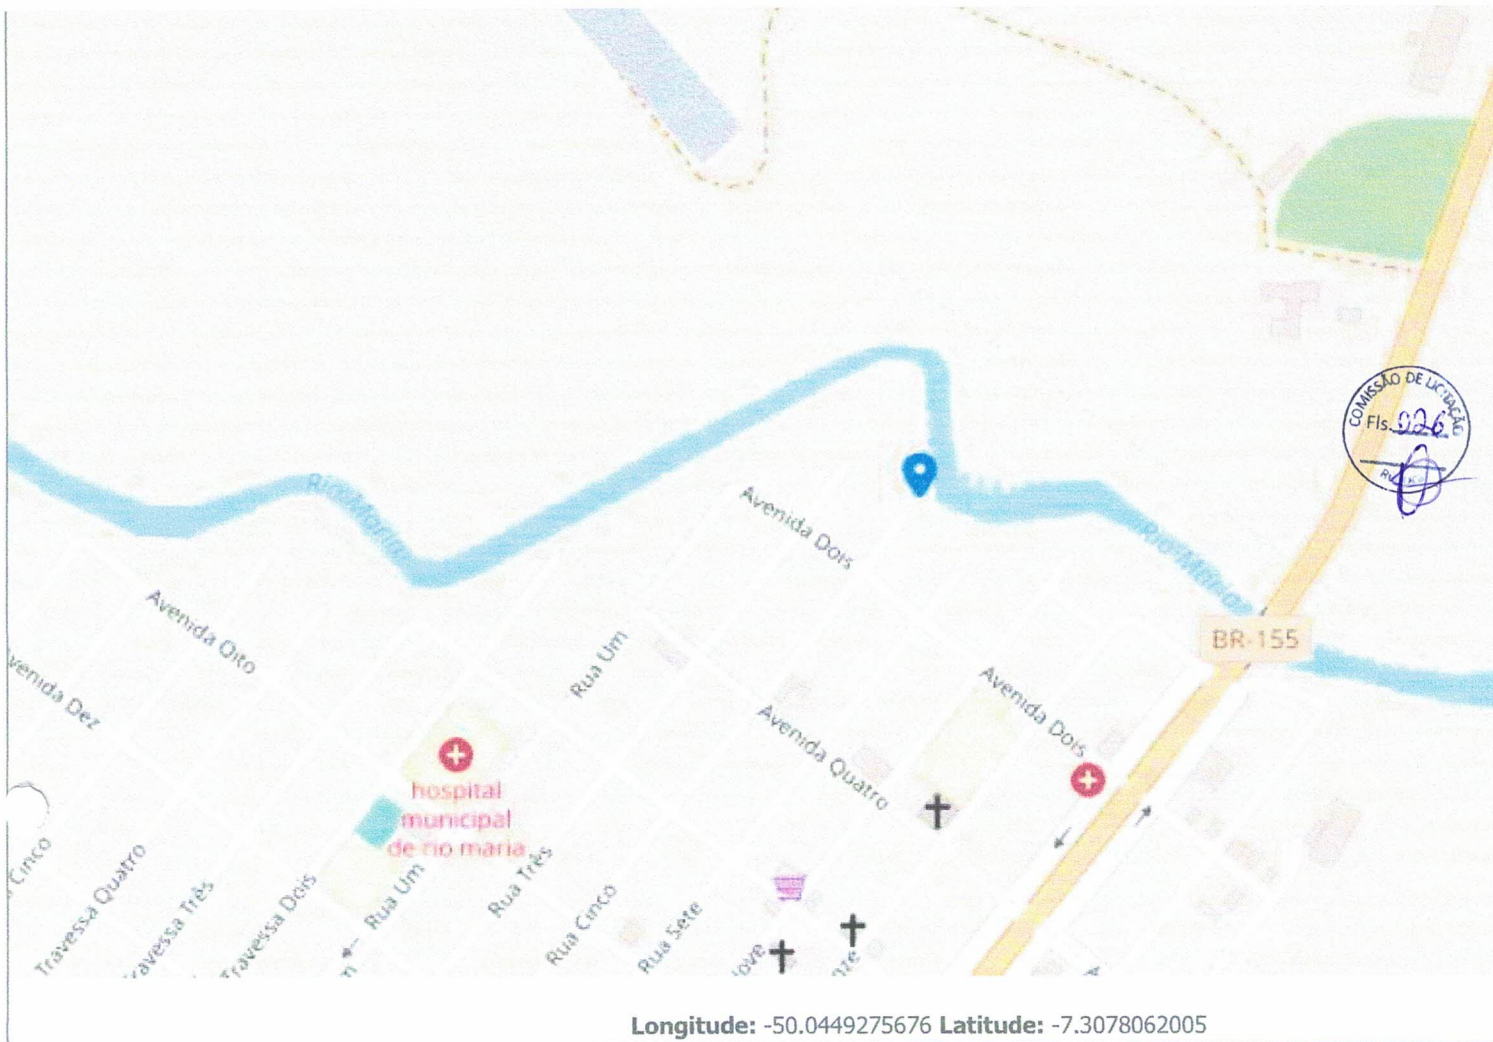 COMISSÃO DE LICITAÇÃO
Fls. 026
Rio Maria
Avenida Dois
Rio Maria
Avenida Oito
BR-155
Rua Um
Avenida Dez
Avenida Dois
Avenida Quatro
hospital
municipal
de rio maria
Cinco
Travessa Quatro
Travessa Dois
Rua Um
Rua Três
Rua Cinco
Rua Sete
Longitude: -50.0449275676 Latitude: -7.3078062005